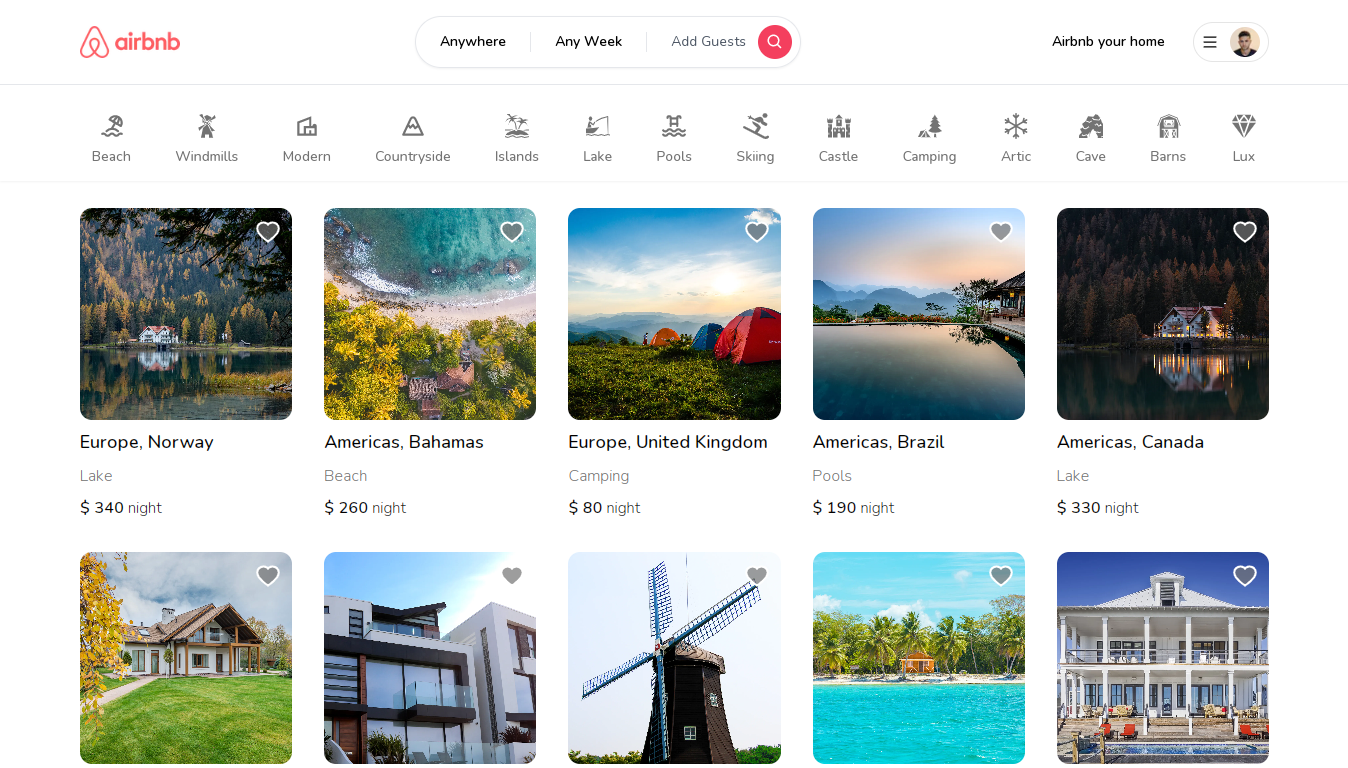 airbnb
Anywhere
Any Week
Add Guests
Airbnb your home
Beach
Windmills
Modern
Countryside
Islands
Lake
Pools
Skiing
Castle
Camping
Artic
Cave
Barns
Lux
Europe, Norway
Lake
$ 340 night
Americas, Bahamas
Beach
$ 260 night
Europe, United Kingdom
Camping
$ 80 night
Americas, Brazil
Pools
$ 190 night
Americas, Canada
Lake
$ 330 night